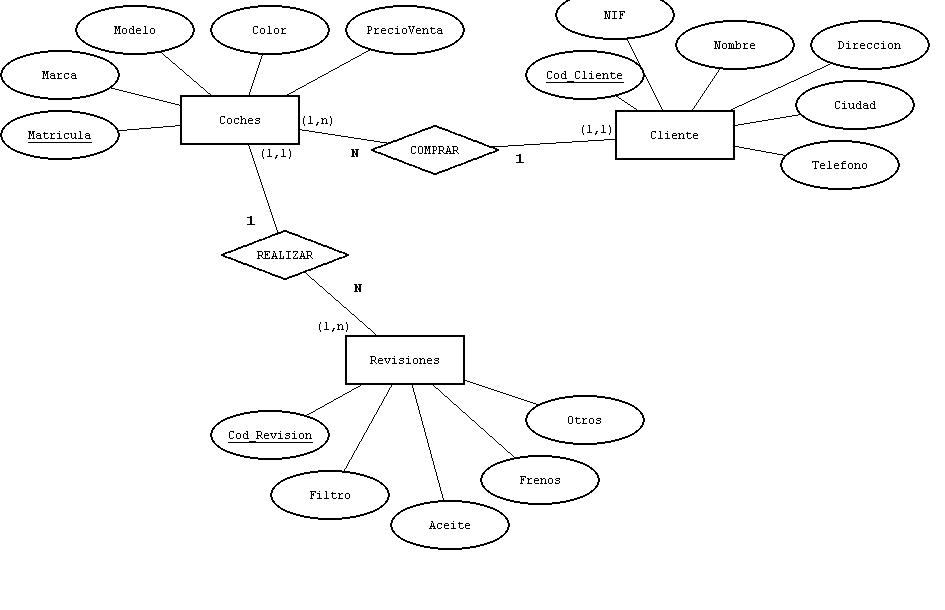 NIF
Modelo
Color
PrecioVenta
Nombre
Direccion
Marca
Cod_Cliente
Ciudad
Coches
(1,n)
(1,1)
Cliente
Matricula
N
COMPRAR
1
(1,1)
Telefono
1
REALIZAR
N
(1,n)
Revisiones
Otros
Cod_Revision
Frenos
Filtro
Aceite